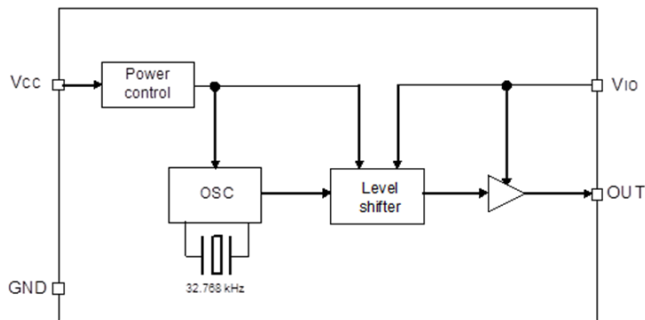 Power
control
VCC
VIO
OSC
Level
shifter
OUT
GND
32.768 kHz